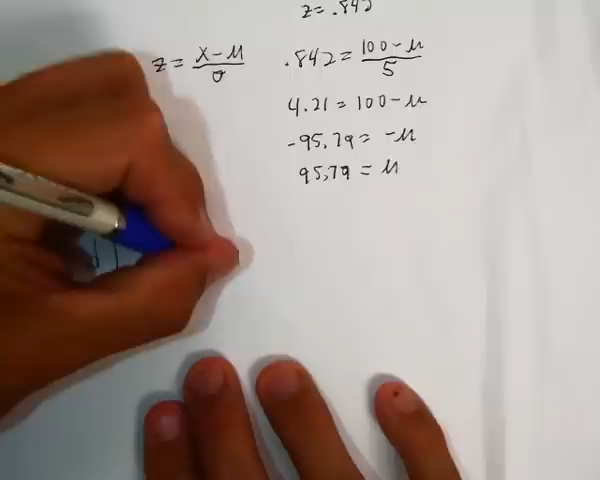 z = .842
z = x - μ / σ
.842 = 100 - μ / 5
4.21 = 100 - μ
-95.79 = -μ
95.79 = μ